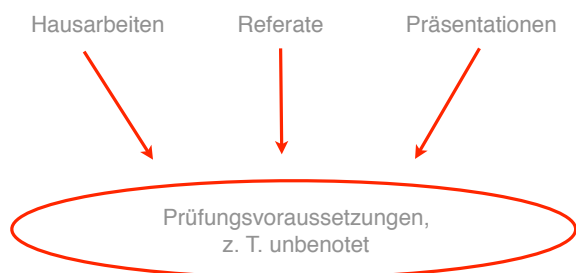 Hausarbeiten Referate Präsentationen
Prüfungsvoraussetzungen,
z. T. unbenotet